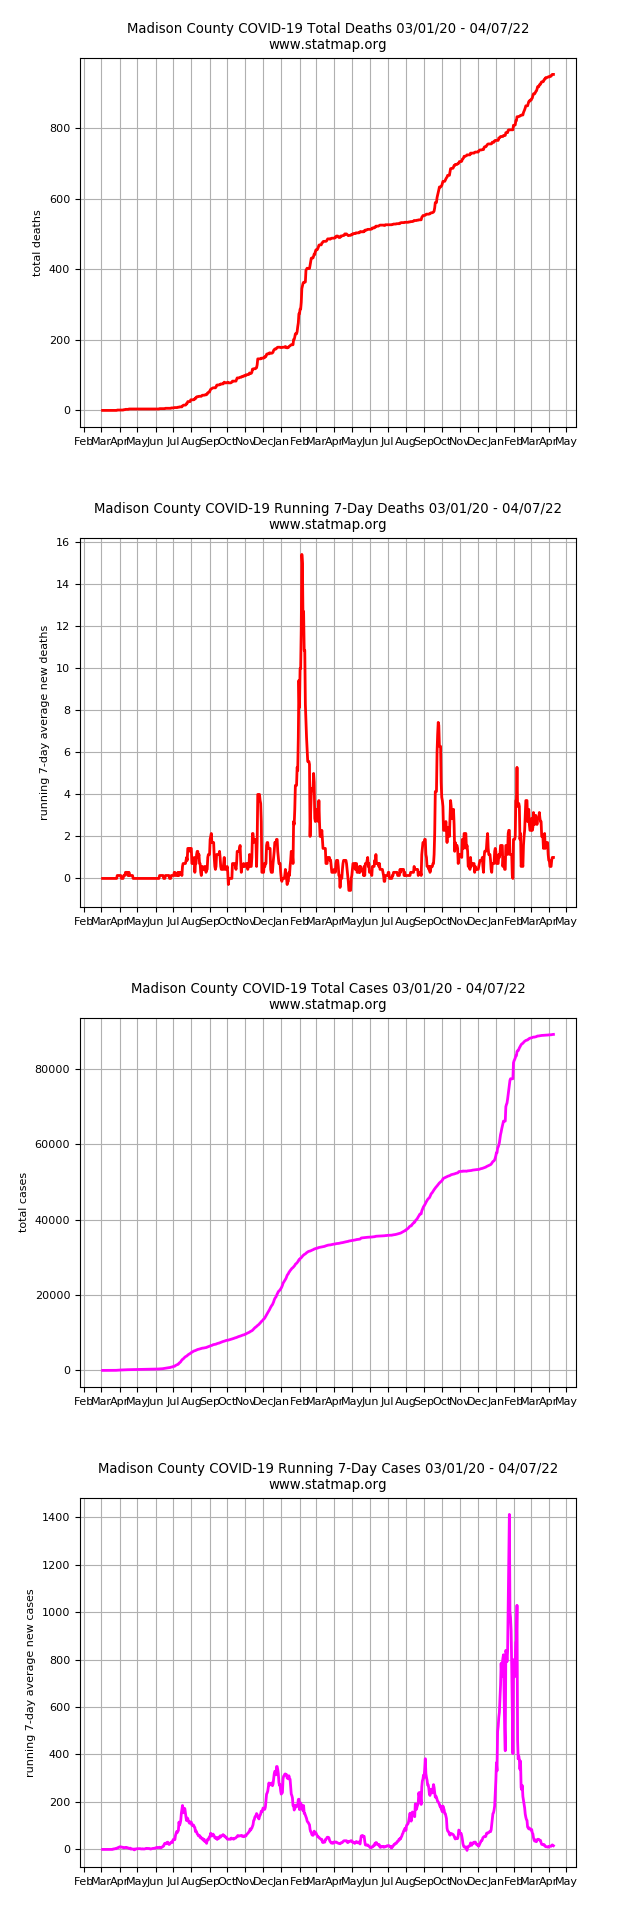 Madison County COVID-19 Total Deaths 03/01/20 - 04/07/22
www.statmap.org
total deaths
800
600
400
200
0
Feb Mar Apr May Jun Jul Aug Sep Oct Nov Dec Jan Feb Mar Apr May Jun Jul Aug Sep Oct Nov Dec Jan Feb Mar Apr May
Madison County COVID-19 Running 7-Day Deaths 03/01/20 - 04/07/22
www.statmap.org
running 7-day average new deaths
16
14
12
10
8
6
4
2
0
Feb Mar Apr May Jun Jul Aug Sep Oct Nov Dec Jan Feb Mar Apr May Jun Jul Aug Sep Oct Nov Dec Jan Feb Mar Apr May
Madison County COVID-19 Total Cases 03/01/20 - 04/07/22
www.statmap.org
total cases
80000
60000
40000
20000
0
Feb Mar Apr May Jun Jul Aug Sep Oct Nov Dec Jan Feb Mar Apr May Jun Jul Aug Sep Oct Nov Dec Jan Feb Mar Apr May
Madison County COVID-19 Running 7-Day Cases 03/01/20 - 04/07/22
www.statmap.org
running 7-day average new cases
1400
1200
1000
800
600
400
200
0
Feb Mar Apr May Jun Jul Aug Sep Oct Nov Dec Jan Feb Mar Apr May Jun Jul Aug Sep Oct Nov Dec Jan Feb Mar Apr May